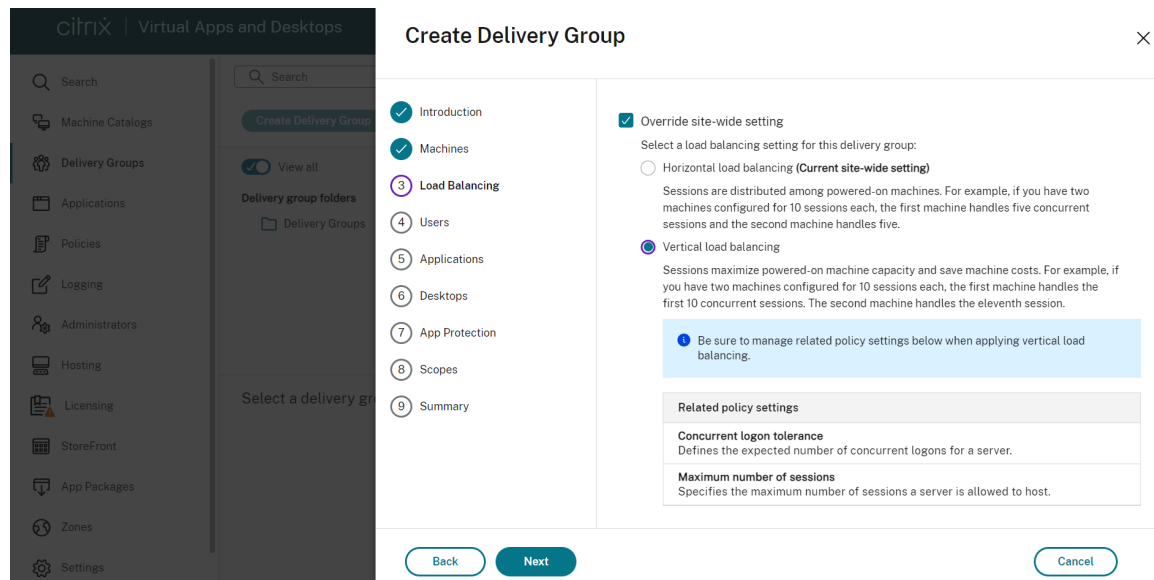 citrix | Virtual Apps and Desktops
Search
Machine Catalogs
Delivery Groups
Applications
Policies
Logging
Administrators
Hosting
Licensing
StoreFront
App Packages
Zones
Settings
Search
Create Delivery Group
View all
Delivery group folders
Delivery Groups
Select a delivery gr
Create Delivery Group
Introduction
Machines
3 Load Balancing
4 Users
5 Applications
6 Desktops
7 App Protection
8 Scopes
9 Summary
Override site-wide setting
Select a load balancing setting for this delivery group:
Horizontal load balancing (Current site-wide setting)
Sessions are distributed among powered-on machines. For example, if you have two
machines configured for 10 sessions each, the first machine handles five concurrent
sessions and the second machine handles five.
Vertical load balancing
Sessions maximize powered-on machine capacity and save machine costs. For example, if
you have two machines configured for 10 sessions each, the first machine handles the
first 10 concurrent sessions. The second machine handles the eleventh session.
Be sure to manage related policy settings below when applying vertical load
balancing.
Related policy settings
Concurrent logon tolerance
Defines the expected number of concurrent logons for a server.
Maximum number of sessions
Specifies the maximum number of sessions a server is allowed to host.
Back
Next
Cancel